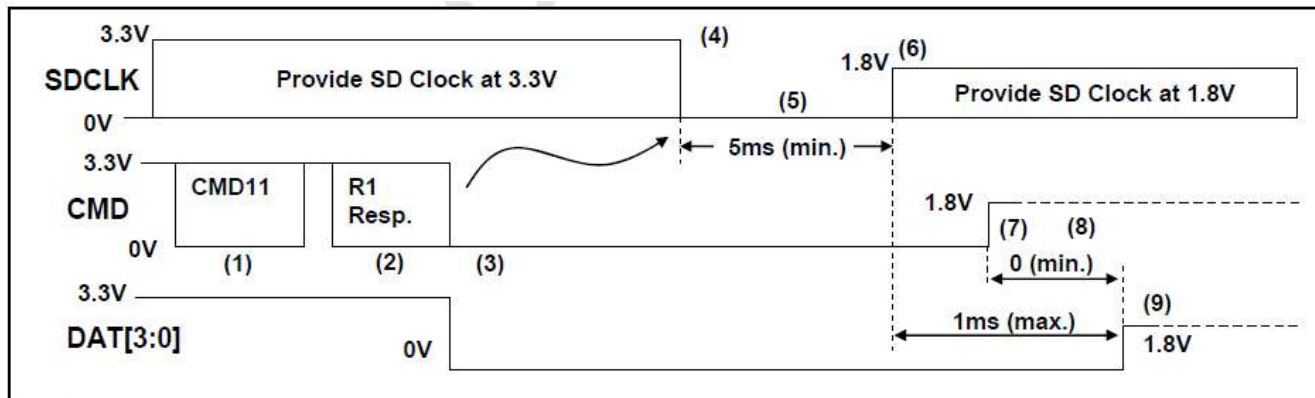 3.3V (4) (6)
SDCLK Provide SD Clock at 3.3V 1.8V Provide SD Clock at 1.8V
0V (5)
5ms (min.)
3.3V
CMD CMD11 R1
Resp. 1.8V
0V (1) (2) (3) (7) (8)
0 (min.)
3.3V
DAT[3:0] 0V 1ms (max.) (9)
1.8V